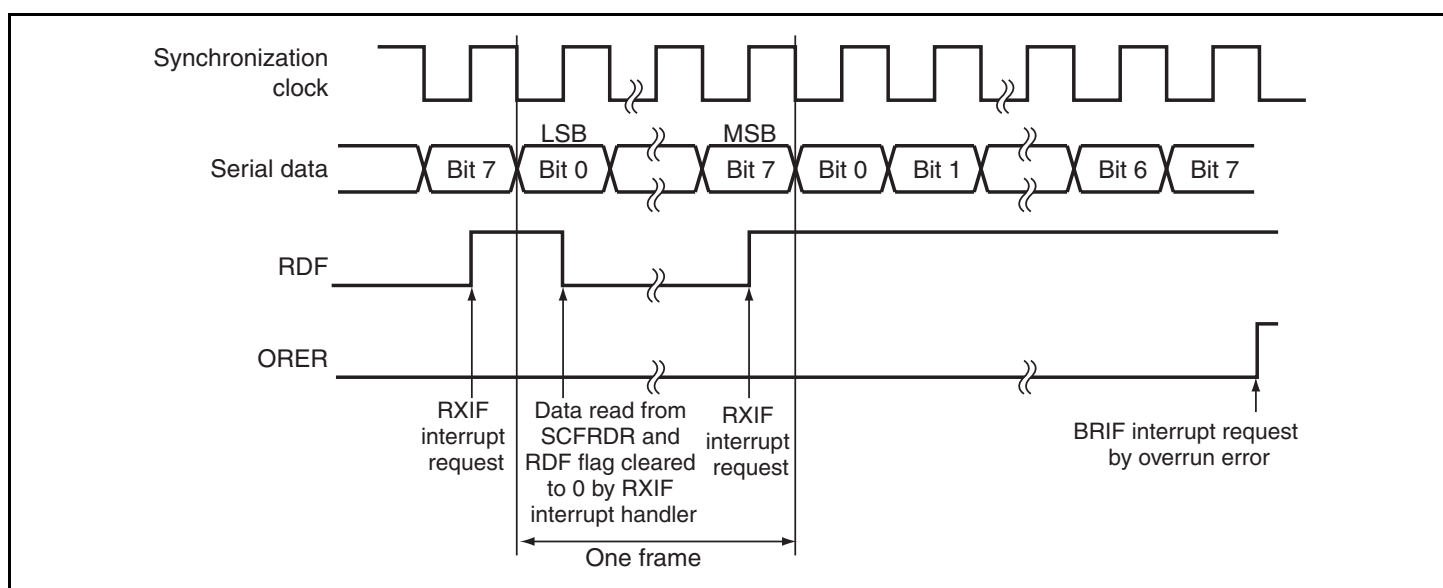 Synchronization
clock
LSB
MSB
Serial data
Bit 7
Bit 0
Bit 7
Bit 0
Bit 1
Bit 6
Bit 7
RDF
ORER
RXIF
interrupt
request
Data read from
SCFRDR and
RDF flag cleared
to 0 by RXIF
interrupt handler
RXIF
interrupt
request
BRIF interrupt request
by overrun error
One frame